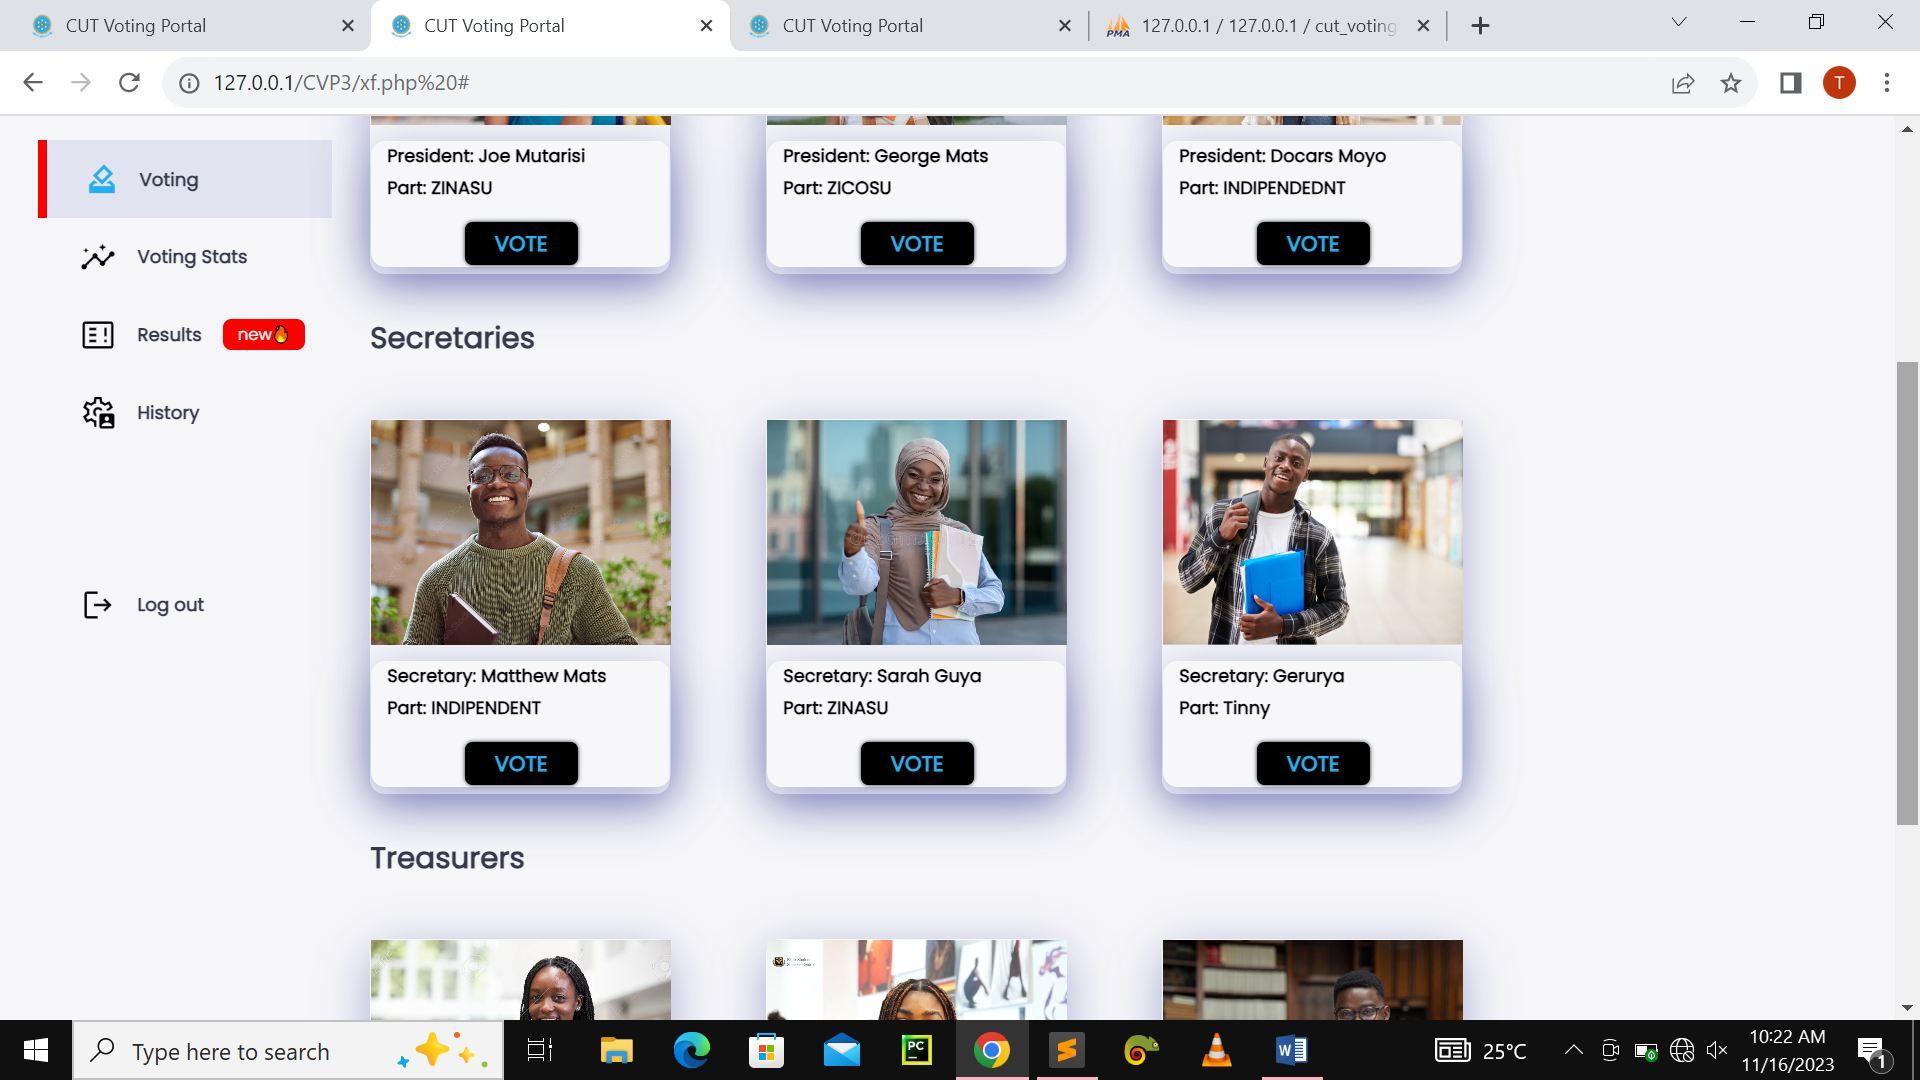 CUT Voting Portal
CUT Voting Portal
CUT Voting Portal
127.0.0.1 / 127.0.0.1 / cut_voting
127.0.0.1/CVP3/xf.php%20#
T
Voting
Voting Stats
Results new
History
Log out
President: Joe Mutarisi
Part: ZINASU
VOTE
President: George Mats
Part: ZICOSU
VOTE
President: Docars Moyo
Part: INDIPENDEDNT
VOTE
Secretaries
Secretary: Matthew Mats
Part: INDIPENDENT
VOTE
Secretary: Sarah Guya
Part: ZINASU
VOTE
Secretary: Gerurya
Part: Tinny
VOTE
Treasurers
Type here to search
25°C
10:22 AM
11/16/2023
1